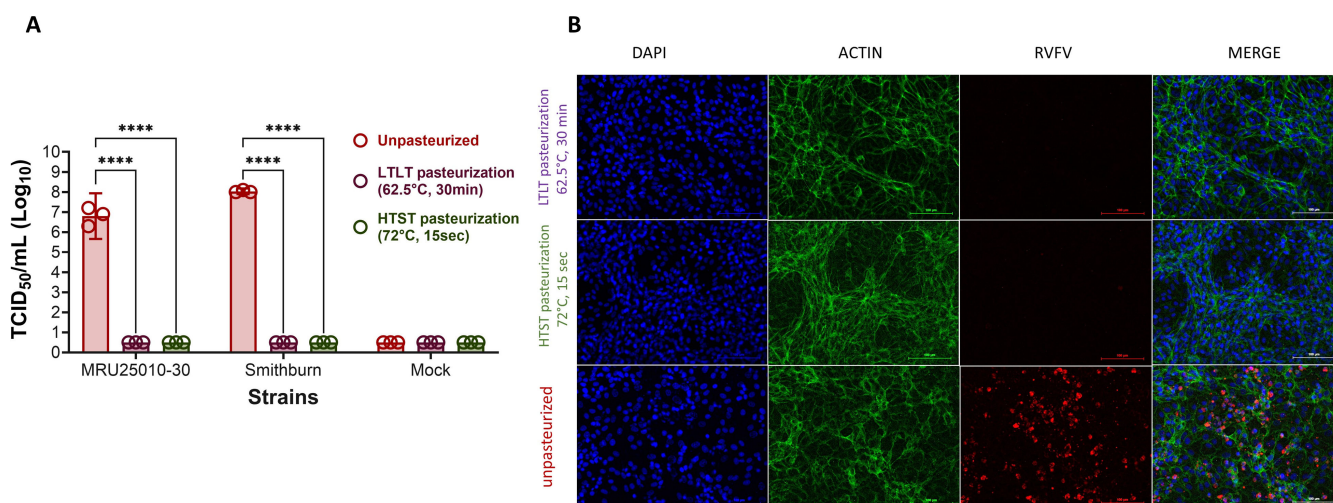 A
TCID50/mL (Log10)
10
9
8
7
6
5
4
3
2
1
0
****
****
****
****
MRU25010-30 Smithburn Mock
Strains
Unpasteurized
LTLT pasteurization
(62.5°C, 30min)
HTST pasteurization
(72°C, 15sec)
B
DAPI ACTIN RVFV MERGE
LTLT pasteurization
62.5°C, 30 min
HTST pasteurization
72°C, 15 sec
unpasteurized